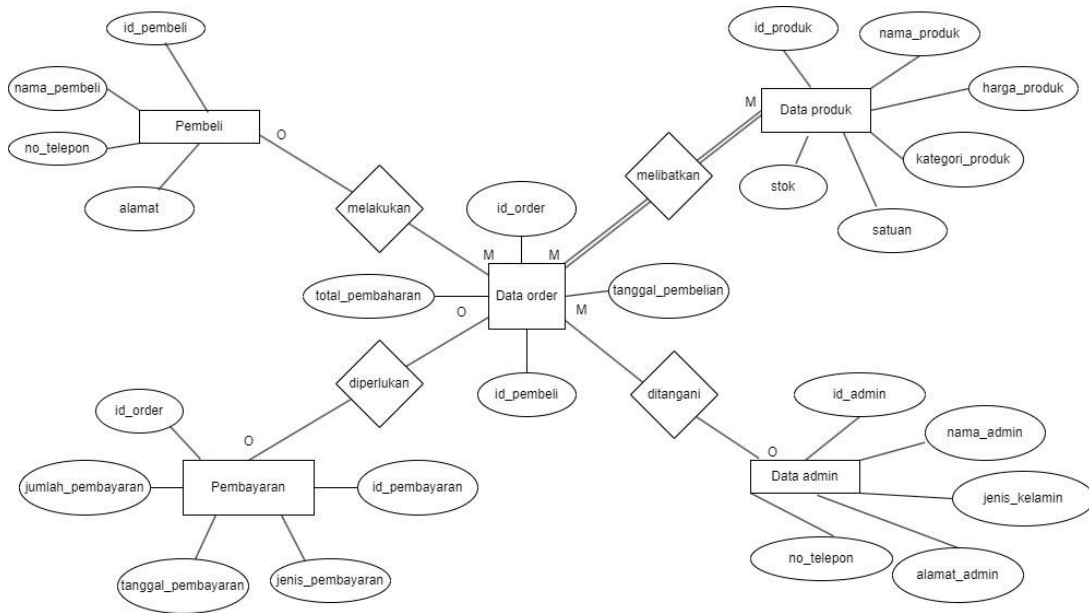 id_pembeli
id_produk
nama_produk
nama_pembeli
harga_produk
Pembeli
O
M
Data produk
no_telepon
kategori_produk
melibatkan
stok
alamat
melakukan
id_order
satuan
M
M
total_pembaharan
Data order
tanggal_pembelian
O
M
diperlukan
id_pembeli
ditangani
id_admin
id_order
nama_admin
O
O
Pembayaran
Data admin
jumlah_pembayaran
id_pembayaran
jenis_kelamin
no_telepon
tanggal_pembayaran
jenis_pembayaran
alamat_admin